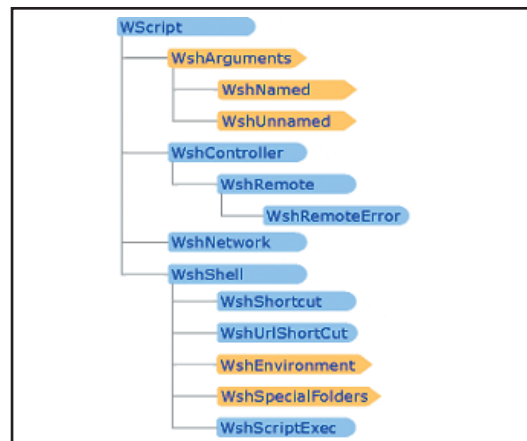 WScript
WshArguments
WshNamed
WshUnnamed
WshController
WshRemote
WshRemoteError
WshNetwork
WshShell
WshShortcut
WshUrlShortCut
WshEnvironment
WshSpecialFolders
WshScriptExec